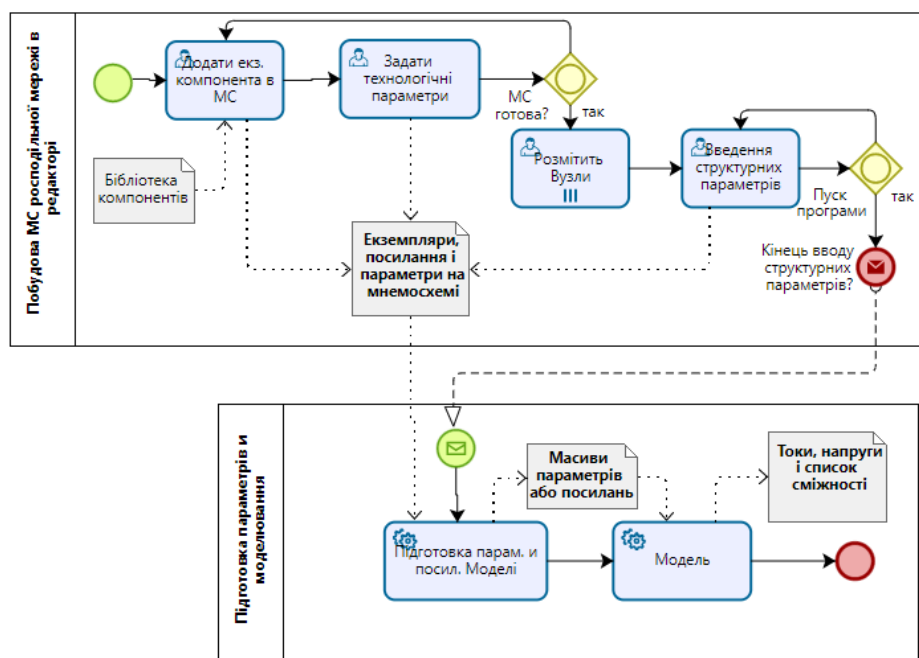 Побудова МС роспподільної мережі в
редакторі
Додати екз.
компонента в
МС
Задати
технологічні
параметри
МС
готова?
так
Бібліотека
компонентів
Розмітить
Вузли
Введення
структурних
параметрів
Пуск
програми
так
Екземпляри,
посилання і
параметри на
мнемосхемі
Кінець вводу
структурних
параметрів?
Підготовка параметрів и
моделювання
Масиви
параметрів
або посилань
Токи, напруги
і список
сміжності
Підготовка парам. и
посил. Моделі
Модель